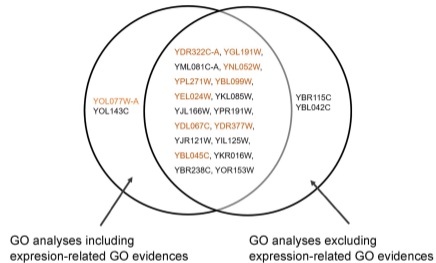 YDR322C-A, YGL191W,
YML081C-A, YNL052W,
YPL271W, YBL099W,
YEL024W, YKL085W,
YJL166W, YPR191W,
YDL067C, YDR377W,
YJR121W, YIL125W,
YBL045C, YKR016W,
YBR238C, YOR153W
YOL077W-A
YOL143C
YBR115C
YBL042C
GO analyses including
expresion-related GO evidences
GO analyses excluding
expression-related GO evidences